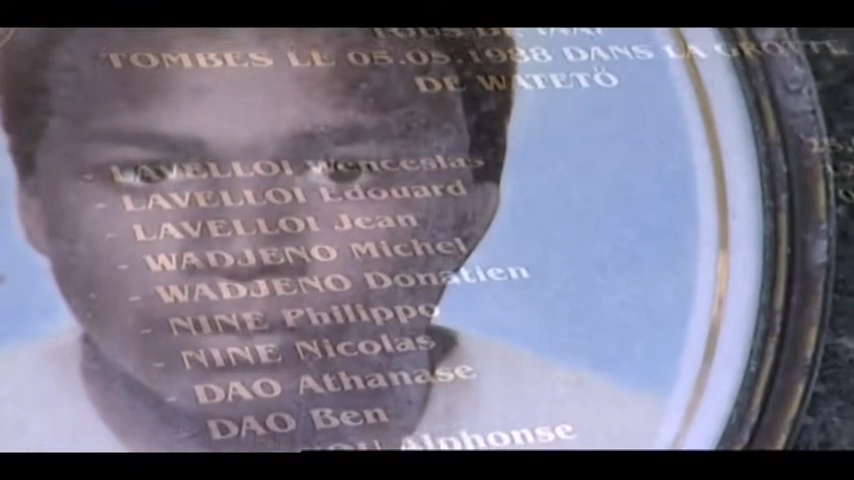 TOMBES LE 05.05.1988 DANS LA GROTTE
DE WATETÖ
- LAVELLOI Wenceslas
- LAVELLOI Edouard
- LAVELLOI Jean
- WADJENO Michel
- WADJENO Donatien
- NINE Philippo
- NINE Nicolas
- DAO Athanase
- DAO Ben
Alphonse